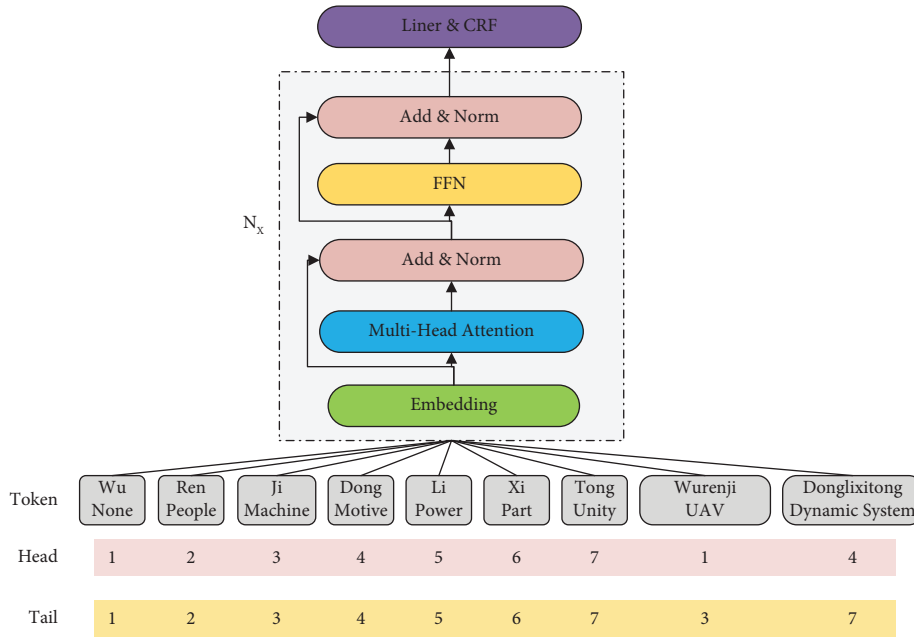 Liner & CRF
Add & Norm
FFN
N_x
Add & Norm
Multi-Head Attention
Embedding
Token
Wu
None
Ren
People
Ji
Machine
Dong
Motive
Li
Power
Xi
Part
Tong
Unity
Wurenji
UAV
Donglixitong
Dynamic System
Head 1 2 3 4 5 6 7 1 4
Tail 1 2 3 4 5 6 7 3 7